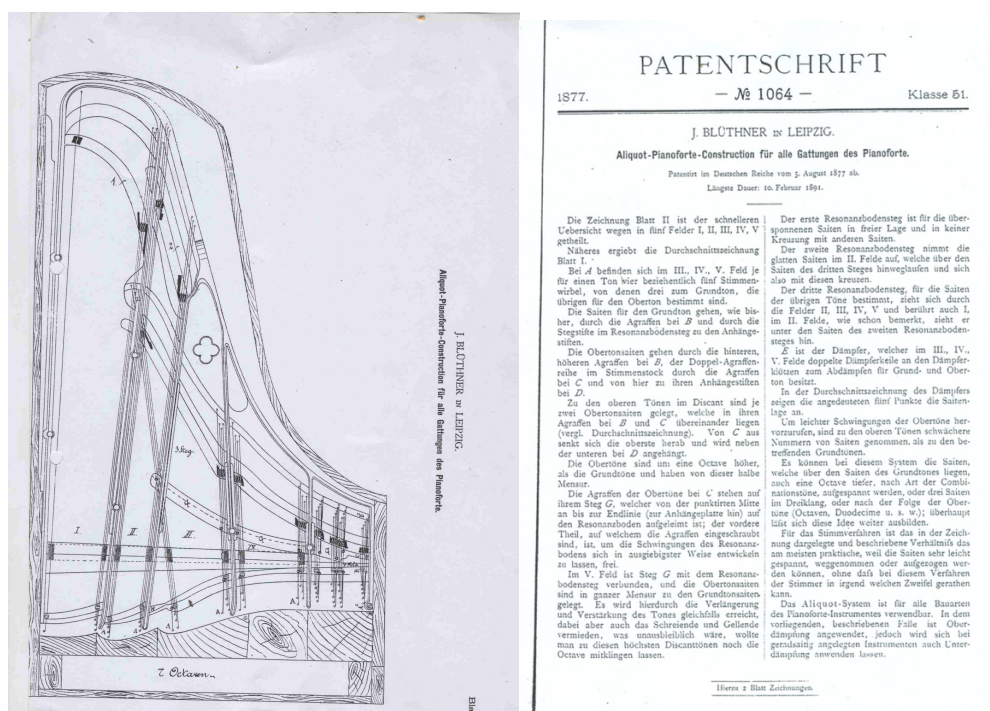 J. BLÜTHNER IN LEIPZIG.
Aliquot-Pianoforte-Construction für alle Gattungen des Pianoforte.
3. Steg.
I.
II.
III.
7 Octaven.
PATENTSCHRIFT
1877.
— № 1064 —
Klasse 51.
J. BLÜTHNER IN LEIPZIG.
Aliquot-Pianoforte-Construction für alle Gattungen des Pianoforte.
Patentirt im Deutschen Reiche vom 5. August 1877 ab.
Längste Dauer: 10. Februar 1891.
Die Zeichnung Blatt II ist der schnelleren
Uebersicht wegen in fünf Felder I, II, III, IV, V
getheilt.
Näheres ergiebt die Durchschnittszeichnung
Blatt I.
Bei A befinden sich im III., IV., V. Feld je
für einen Ton vier beziehentlich fünf Stimmen-
wirbel, von denen drei zum Grundton, die
übrigen für den Oberton bestimmt sind.
Die Saiten für den Grundton gehen, wie bis-
her, durch die Agraffen bei B und durch die
Stegstifte im Resonanzbodensteg zu den Anhänge-
stiften.
Die Obertonsaiten gehen durch die hinteren,
höheren Agraffen bei B, der Doppel-Agraffen-
reihe im Stimmenstock durch die Agraffen
bei C und von hier zu ihren Anhängestiften
bei D.
Zu den oberen Tönen im Discant sind je
zwei Obertonsaiten gelegt, welche in ihren
Agraffen bei B und C übereinander liegen
(vergl. Durchschnittszeichnung). Von C aus
senkt sich die oberste herab und wird neben
der unteren bei D angehängt.
Die Obertöne sind um eine Octave höher,
als die Grundtöne und haben von dieser halbe
Mensur.
Die Agraffen der Obertöne bei C stehen auf
ihrem Steg G, welcher von der punktirten Mitte
an bis zur Endlinie (zur Anhängeplatte hin) auf
den Resonanzboden aufgeleimt ist; der vordere
Theil, auf welchem die Agraffen eingeschraubt
sind, ist, um die Schwingungen des Resonanz-
bodens sich in ausgiebigster Weise entwickeln
zu lassen, frei.
Im V. Feld ist Steg G mit dem Resonanz-
bodensteg verbunden, und die Obertonsaiten
sind in ganzer Mensur zu den Grundtonsaiten
gelegt. Es wird hierdurch die Verlängerung
und Verstärkung des Tones gleichfalls erreicht,
dabei aber auch das Schreiende und Gellende
vermieden, was unausbleiblich wäre, wollte
man zu diesen höchsten Discanttönen noch die
Octave mitklingen lassen.
Der erste Resonanzbodensteg ist für die über-
sponnenen Saiten in freier Lage und in keiner
Kreuzung mit anderen Saiten.
Der zweite Resonanzbodensteg nimmt die
glatten Saiten im II. Felde auf, welche über den
Saiten des dritten Steges hinweglaufen und sich
also mit diesen kreuzen.
Der dritte Resonanzbodensteg, für die Saiten
der übrigen Töne bestimmt, zieht sich durch
die Felder II, III, IV, V und berührt auch I,
im II. Felde, wie schon bemerkt, zieht er
unter den Saiten des zweiten Resonanzboden-
steges hin.
E ist der Dämpfer, welcher im III., IV.,
V. Felde doppelte Dämpferkeile an den Dämpfer-
klötzen zum Abdämpfen für Grund- und Ober-
ton besitzt.
In der Durchschnittszeichnung des Dämpfers
zeigen die angedeuteten fünf Punkte die Saiten-
lage an.
Um leichter Schwingungen der Obertöne her-
vorzurufen, sind zu den oberen Tönen schwächere
Nummern von Saiten genommen, als zu den be-
treffenden Grundtönen.
Es können bei diesem System die Saiten,
welche über den Saiten des Grundtones liegen,
auch eine Octave tiefer, nach Art der Combi-
nationstöne, aufgespannt werden, oder drei Saiten
im Dreiklang, oder nach der Folge der Ober-
töne (Octaven, Duodecime u. s. w.); überhaupt
läfst sich diese Idee weiter ausbilden.
Für das Stimmverfahren ist das in der Zeich-
nung dargelegte und beschriebene Verhältnis das
am meisten praktische, weil die Saiten sehr leicht
gespannt, weggenommen oder aufgezogen wer-
den können, ohne dafs bei diesem Verfahren
der Stimmer in irgend welchen Zweifel gerathen
kann.
Das Aliquot-System ist für alle Bauarten
des Pianoforte-Instrumentes verwendbar. In dem
vorliegenden, beschriebenen Falle ist Ober-
dämpfung angewendet, jedoch wird sich bei
geradsaitig angelegten Instrumenten auch Unter-
dämpfung anwenden lassen.
Hierzu 2 Blatt Zeichnungen.